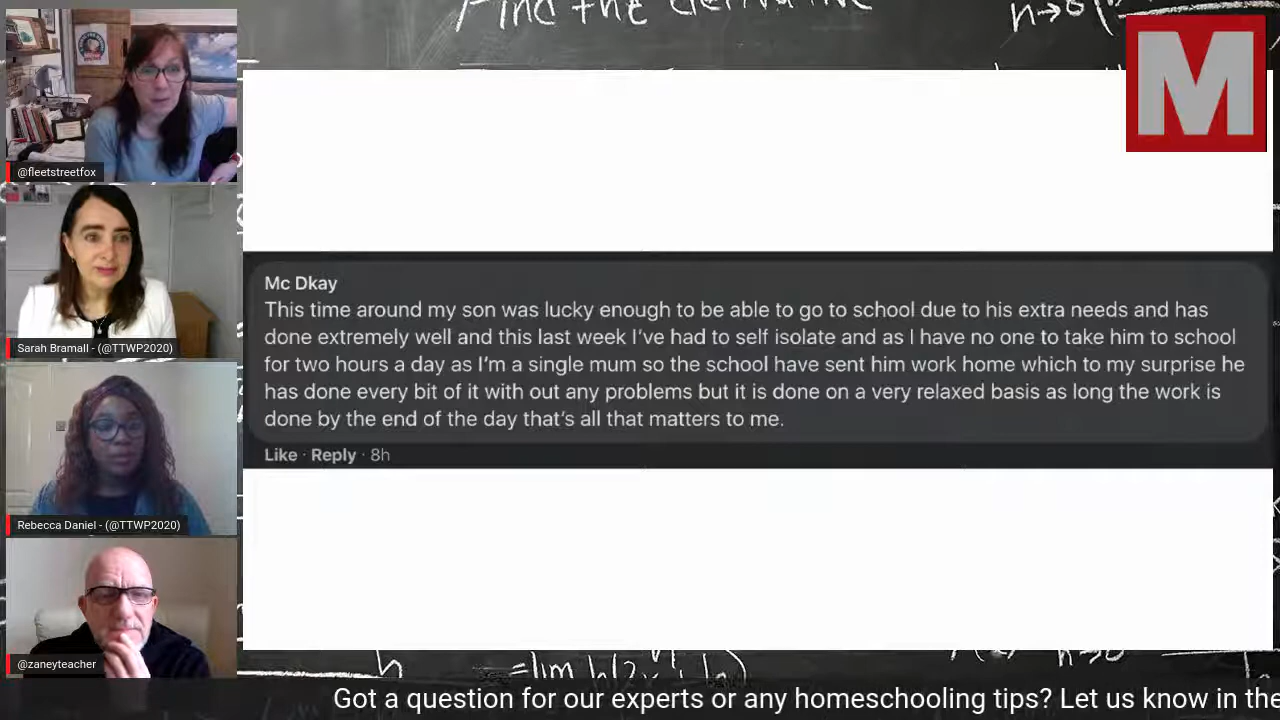 Find the derivative
n→0
M
@fleetstreetfox
Sarah Bramall - (@TTWP2020)
Rebecca Daniel - (@TTWP2020)
@zaneyteacher
Mc Dkay
This time around my son was lucky enough to be able to go to school due to his extra needs and has
done extremely well and this last week I've had to self isolate and as I have no one to take him to school
for two hours a day as I'm a single mum so the school have sent him work home which to my surprise he
has done every bit of it with out any problems but it is done on a very relaxed basis as long the work is
done by the end of the day that's all that matters to me.
Like · Reply · 8h
Got a question for our experts or any homeschooling tips? Let us know in the